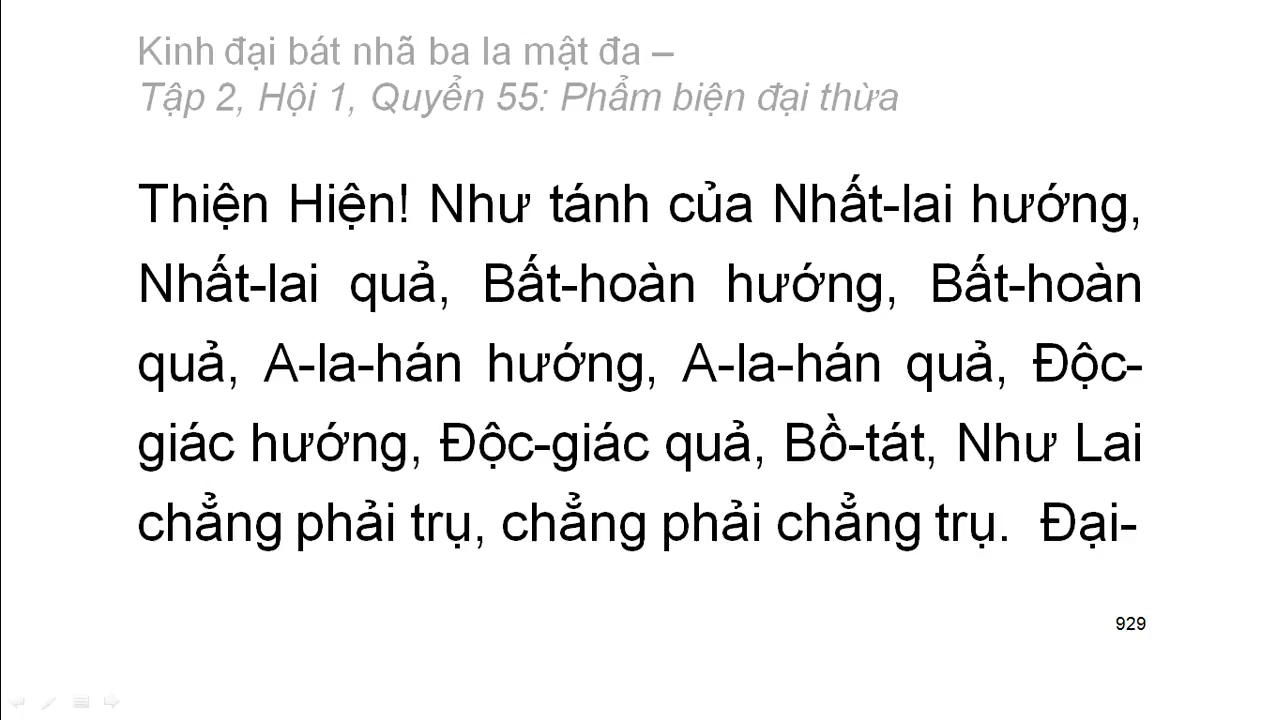 Kinh đại bát nhã ba la mật đa –
Tập 2, Hội 1, Quyển 55: Phẩm biện đại thừa
Thiện Hiện! Như tánh của Nhất-lai hướng,
Nhất-lai quả, Bất-hoàn hướng, Bất-hoàn
quả, A-la-hán hướng, A-la-hán quả, Độc-
giác hướng, Độc-giác quả, Bồ-tát, Như Lai
chẳng phải trụ, chẳng phải chẳng trụ. Đại-
929